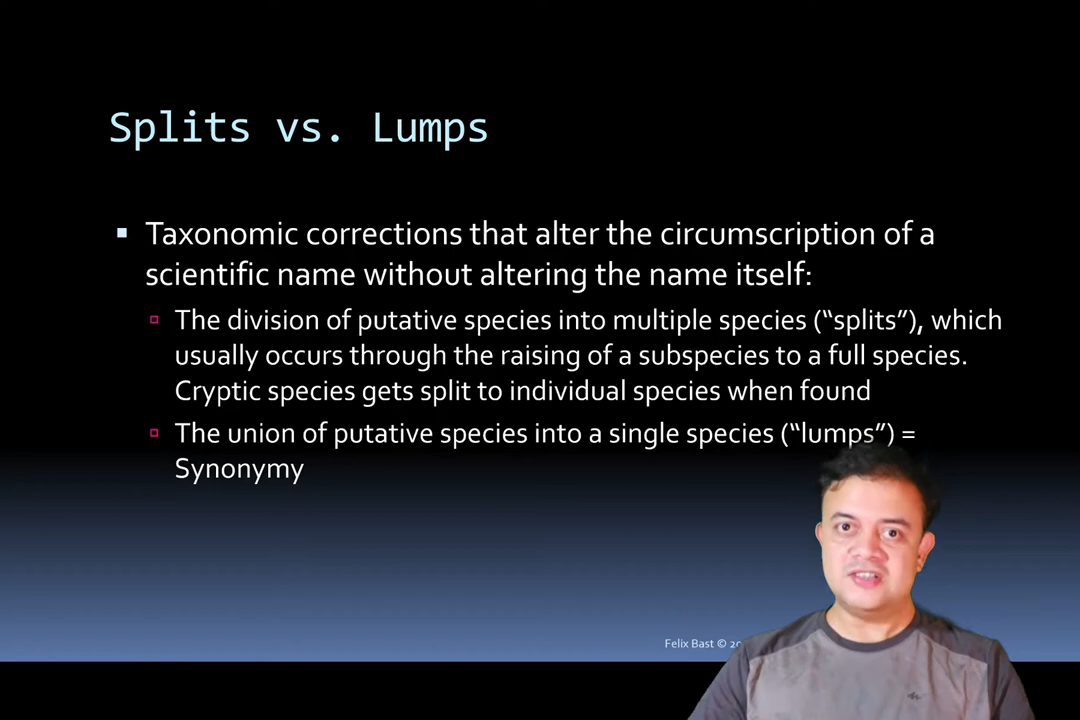 Splits vs. Lumps
Taxonomic corrections that alter the circumscription of a
scientific name without altering the name itself:
The division of putative species into multiple species (“splits”), which
usually occurs through the raising of a subspecies to a full species.
Cryptic species gets split to individual species when found
The union of putative species into a single species (“lumps”) =
Synonymy
Felix Bast ©